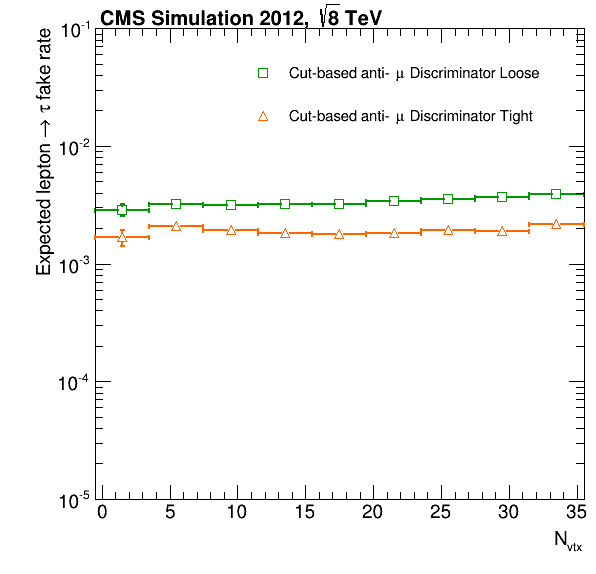 CMS Simulation 2012, √8 TeV
Expected lepton → τ fake rate
Cut-based anti- μ Discriminator Loose
Cut-based anti- μ Discriminator Tight
10⁻¹
10⁻²
10⁻³
10⁻⁴
10⁻⁵
0 5 10 15 20 25 30 35
N_vtx